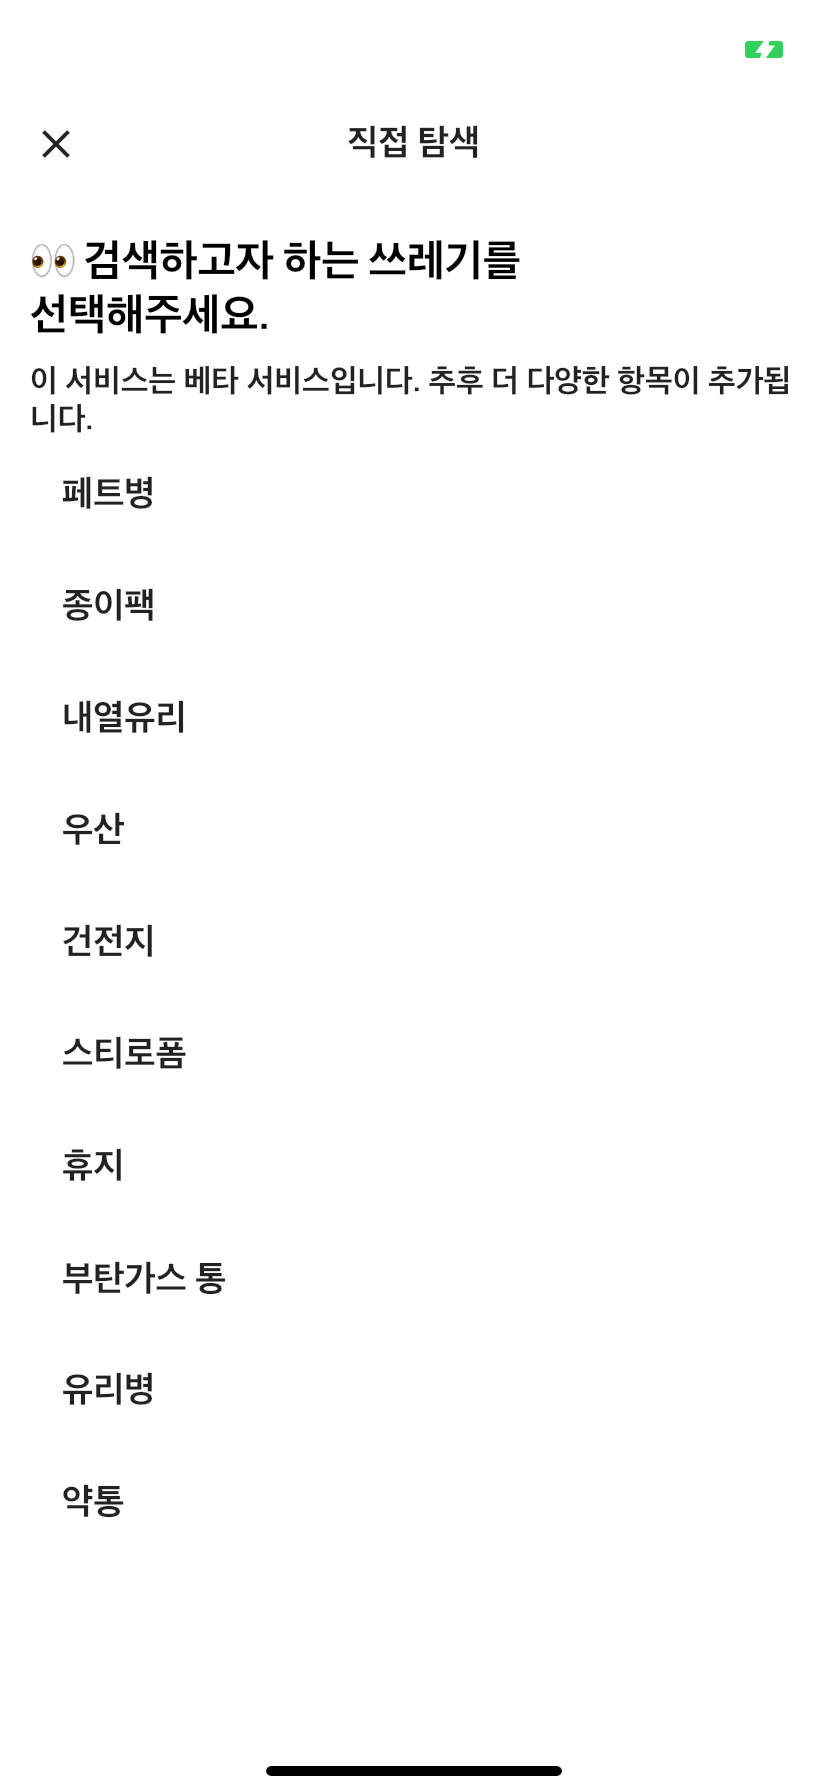 직접 탐색
👀 검색하고자 하는 쓰레기를
선택해주세요.
이 서비스는 베타 서비스입니다. 추후 더 다양한 항목이 추가됩
니다.
페트병
종이팩
내열유리
우산
건전지
스티로폼
휴지
부탄가스 통
유리병
약통